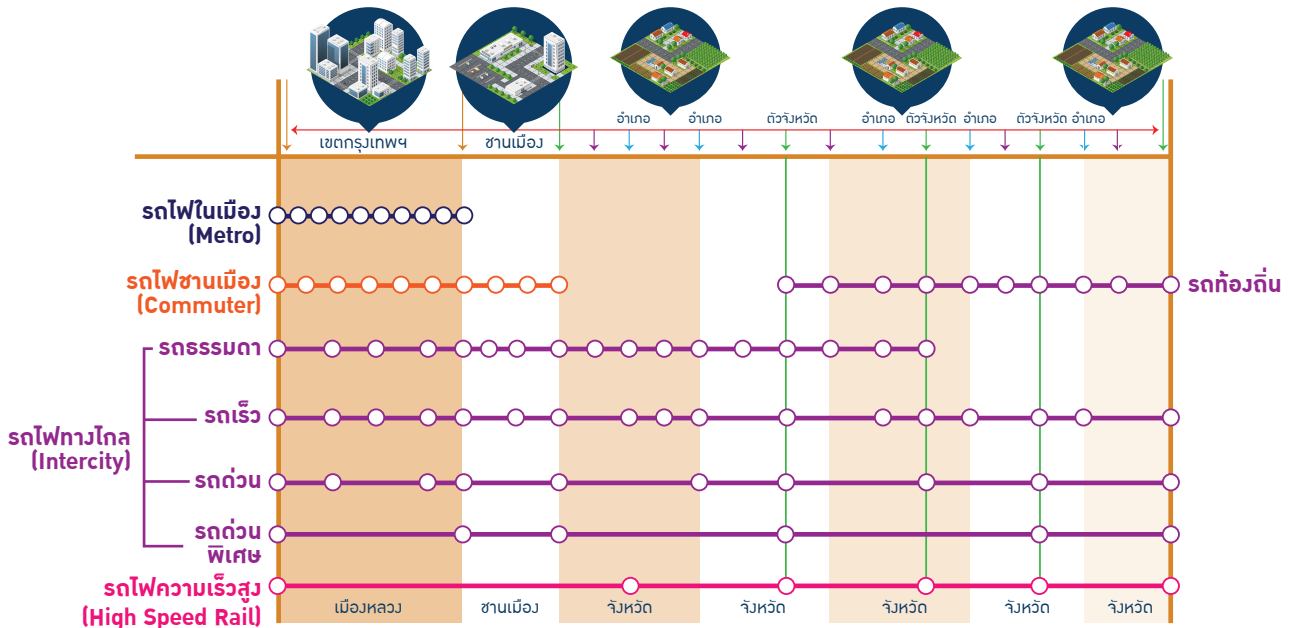 อำเภอ อำเภอ ตัวจังหวัด อำเภอ ตัวจังหวัด อำเภอ ตัวจังหวัด อำเภอ
เขตกรุงเทพฯ ชานเมือง
รถไฟในเมือง
(Metro)
รถไฟชานเมือง
(Commuter)
รถท้องถิ่น
รถธรรมดา
รถเร็ว
รถไฟทางไกล
(Intercity)
รถด่วน
รถด่วน
พิเศษ
รถไฟความเร็วสูง
(High Speed Rail)
เมืองหลวง ชานเมือง จังหวัด จังหวัด จังหวัด จังหวัด จังหวัด